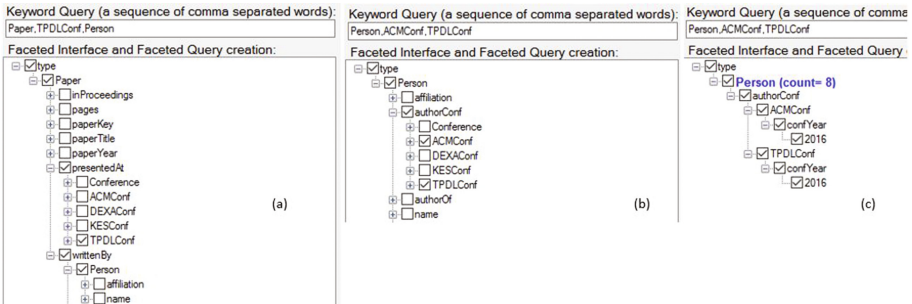 Keyword Query (a sequence of comma separated words):
Paper,TPDLConf,Person
Faceted Interface and Faceted Query creation:
type
Paper
inProceedings
pages
paperKey
paperTitle
paperYear
presentedAt
Conference
ACMConf
DEXAConf
KESConf
TPDLConf
writtenBy
Person
affiliation
name
(a)
Keyword Query (a sequence of comma separated words):
Person,ACMConf,TPDLConf
Faceted Interface and Faceted Query creation:
type
Person
affiliation
authorConf
Conference
ACMConf
DEXAConf
KESConf
TPDLConf
authorOf
name
(b)
Keyword Query (a sequence of comma
Person,ACMConf,TPDLConf
Faceted Interface and Faceted Query
type
Person (count= 8)
authorConf
ACMConf
confYear
2016
TPDLConf
confYear
2016
(c)